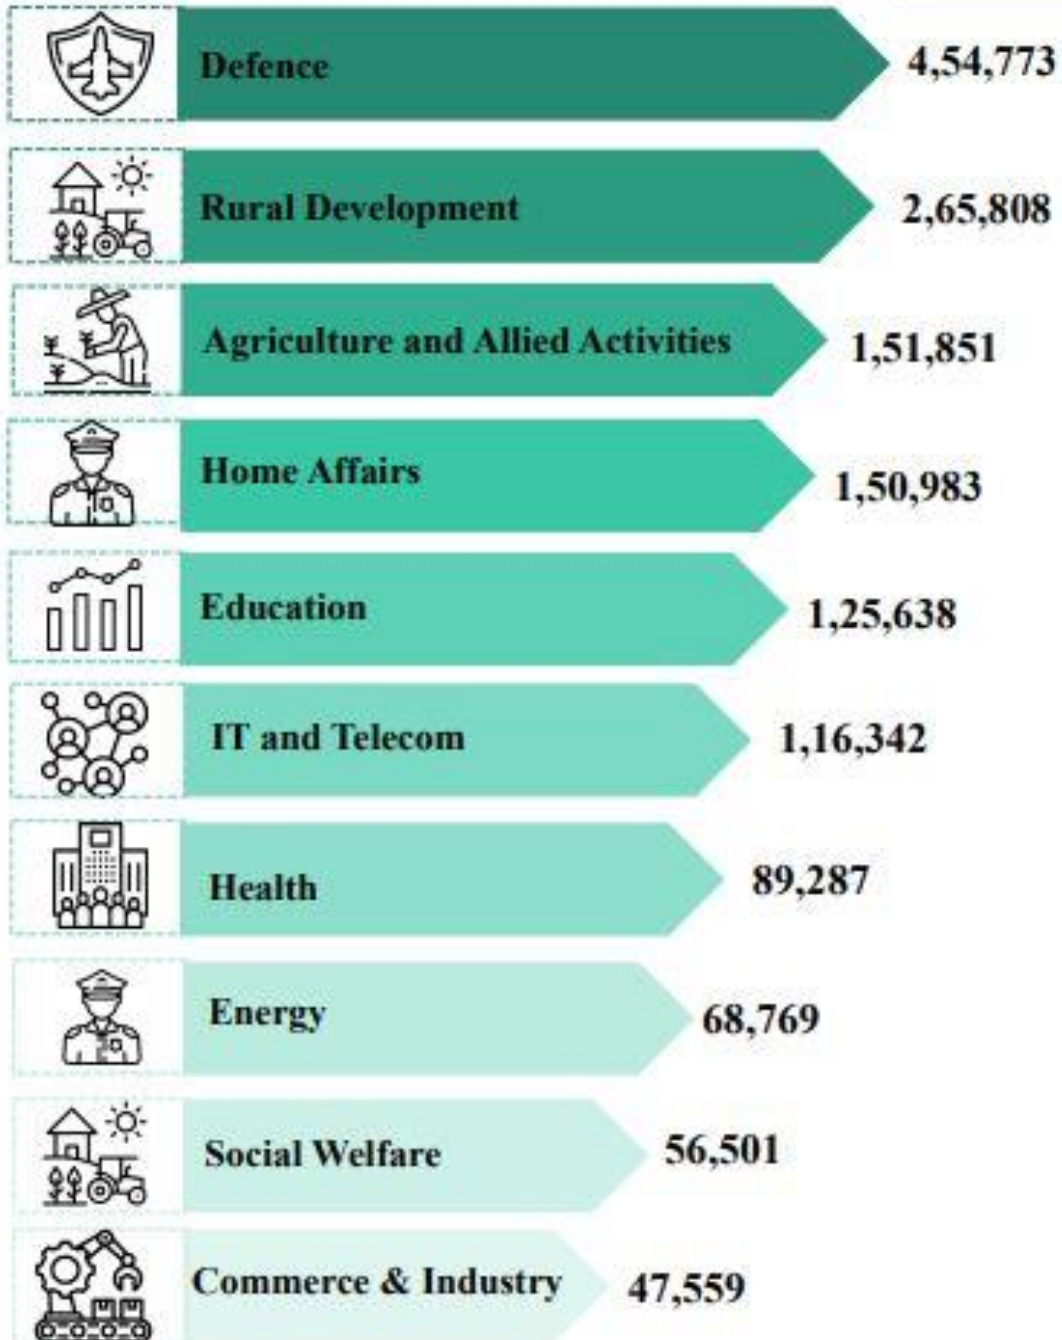 Defence 4,54,773
Rural Development 2,65,808
Agriculture and Allied Activities 1,51,851
Home Affairs 1,50,983
Education 1,25,638
IT and Telecom 1,16,342
Health 89,287
Energy 68,769
Social Welfare 56,501
Commerce & Industry 47,559